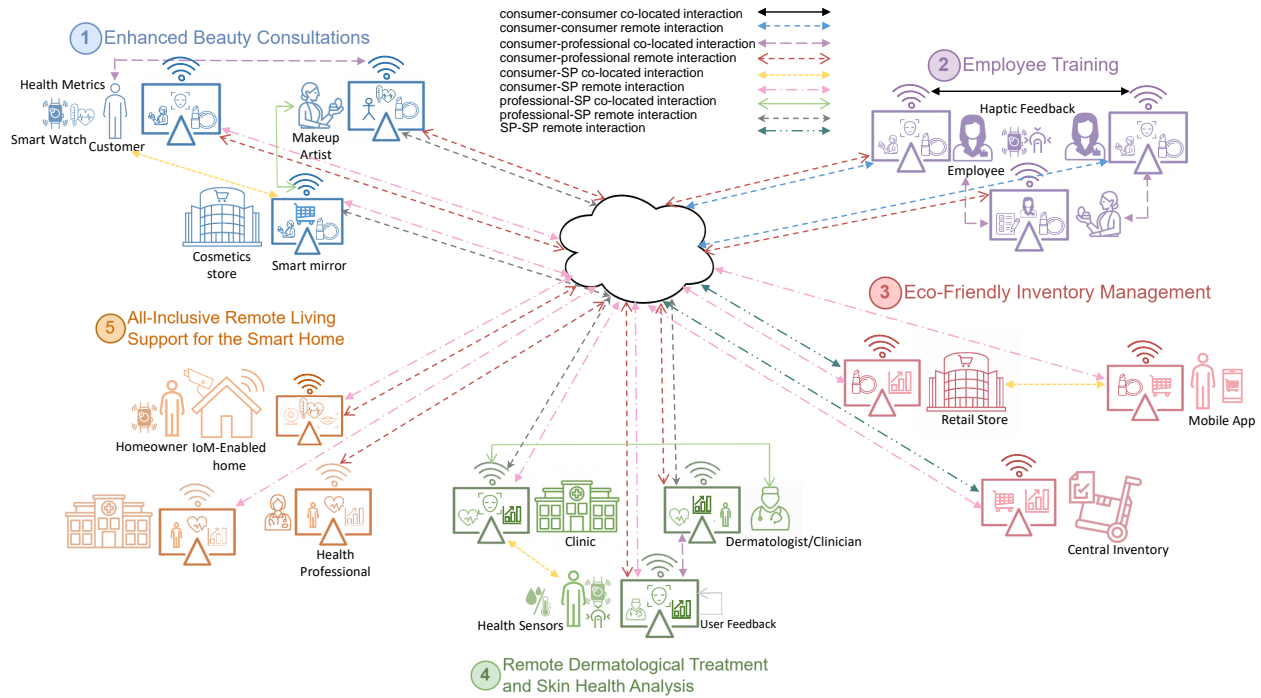 consumer-consumer co-located interaction
consumer-consumer remote interaction
consumer-professional co-located interaction
consumer-professional remote interaction
consumer-SP co-located interaction
consumer-SP remote interaction
professional-SP co-located interaction
professional-SP remote interaction
SP-SP remote interaction
1 Enhanced Beauty Consultations
Health Metrics
Smart Watch
Customer
Makeup
Artist
Cosmetics
store
Smart mirror
2 Employee Training
Haptic Feedback
Employee
3 Eco-Friendly Inventory Management
Retail Store
Mobile App
Central Inventory
5 All-Inclusive Remote Living
Support for the Smart Home
Homeowner
IoM-Enabled
home
Health
Professional
Clinic
Dermatologist/Clinician
Health Sensors
User Feedback
4 Remote Dermatological Treatment
and Skin Health Analysis